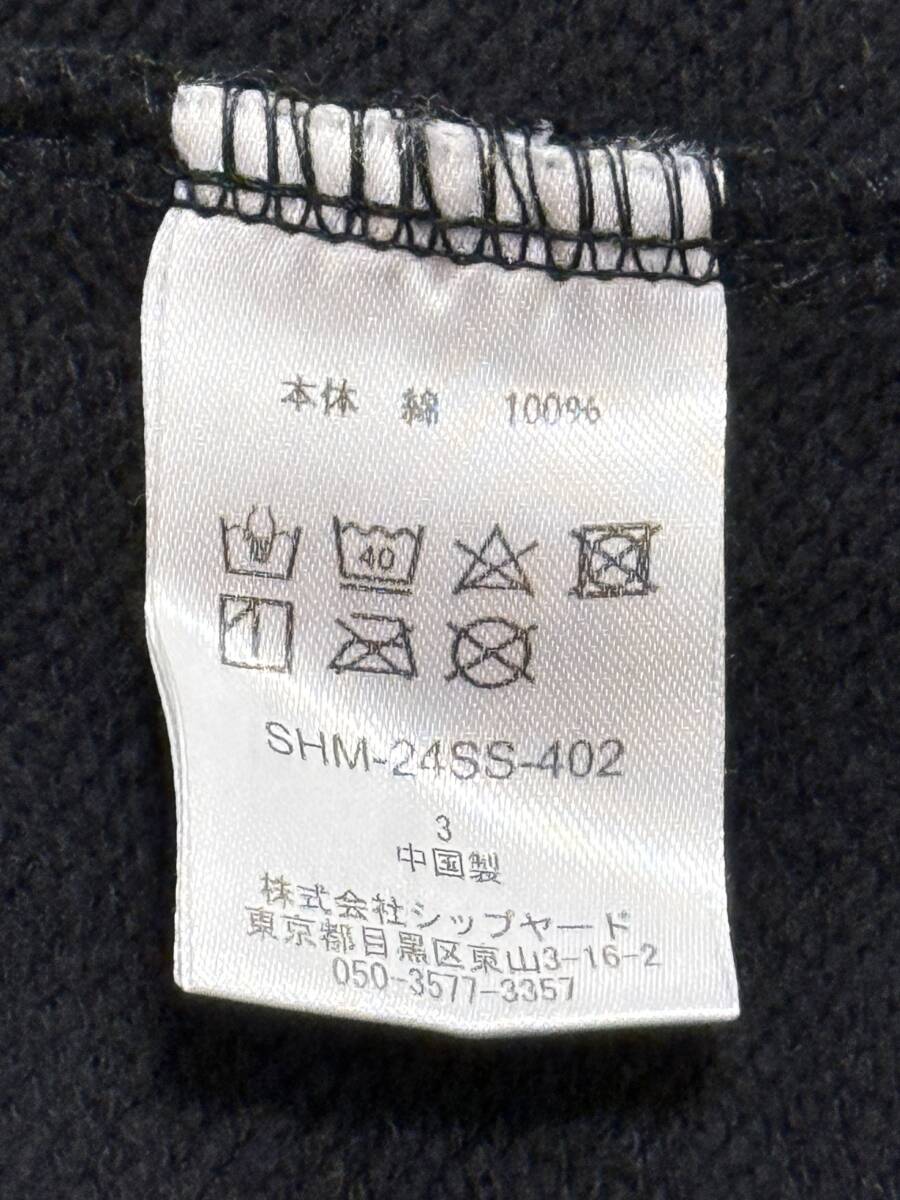 本体 綿 100%
40
SHM-24SS-402
3
中国製
株式会社シップヤード
東京都目黒区東山3-16-2
050-3577-3357